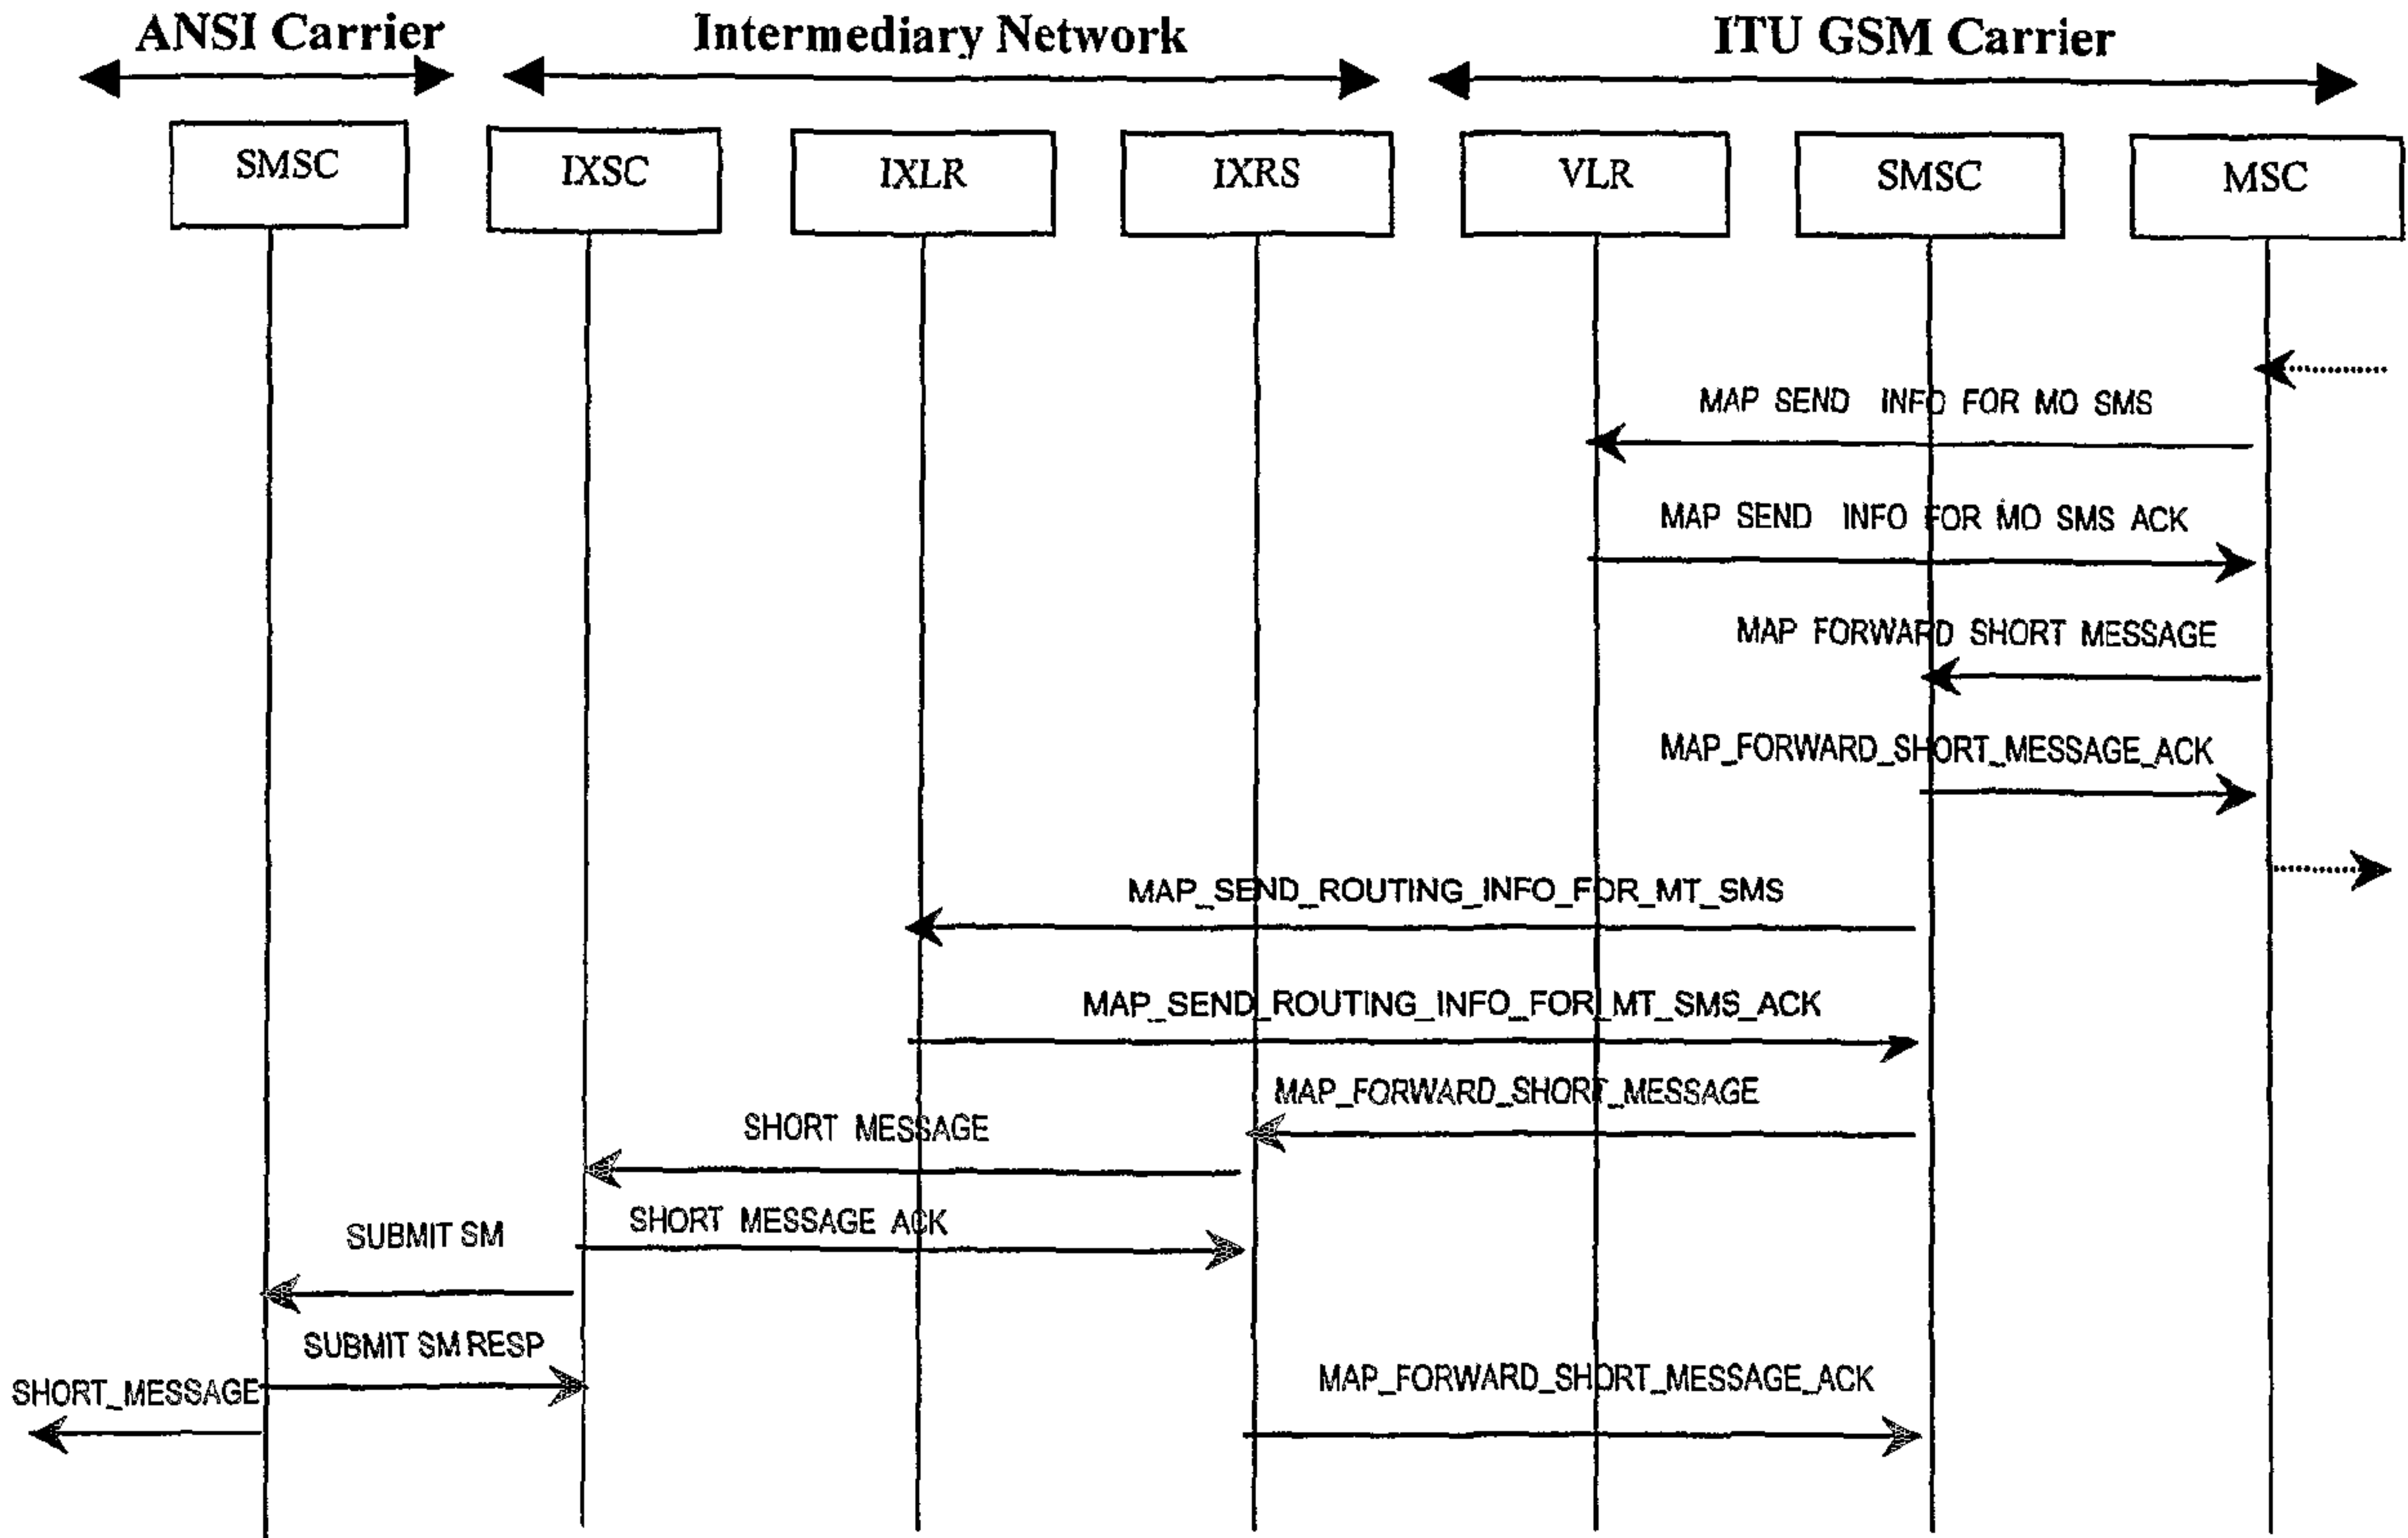 ANSI Carrier Intermediary Network ITU GSM Carrier
SMSC IXSC IXLR IXRS VLR SMSC MSC
MAP SEND INFO FOR MO SMS
MAP SEND INFO FOR MO SMS ACK
MAP FORWARD SHORT MESSAGE
MAP_FORWARD_SHORT_MESSAGE_ACK
MAP_SEND_ROUTING_INFO_FOR_MT_SMS
MAP_SEND_ROUTING_INFO_FOR_MT_SMS_ACK
MAP_FORWARD_SHORT_MESSAGE
SHORT MESSAGE
SHORT MESSAGE ACK
SUBMIT SM
SUBMIT SM RESP
MAP_FORWARD_SHORT_MESSAGE_ACK
SHORT_MESSAGE